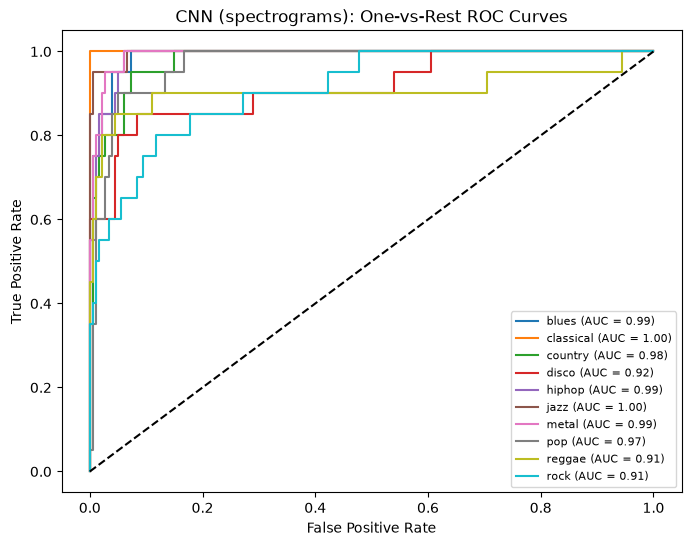 CNN (spectrograms): One-vs-Rest ROC Curves
True Positive Rate
1.0
0.8
0.6
0.4
0.2
0.0
blues (AUC = 0.99)
classical (AUC = 1.00)
country (AUC = 0.98)
disco (AUC = 0.92)
hiphop (AUC = 0.99)
jazz (AUC = 1.00)
metal (AUC = 0.99)
pop (AUC = 0.97)
reggae (AUC = 0.91)
rock (AUC = 0.91)
0.0 0.2 0.4 0.6 0.8 1.0
False Positive Rate